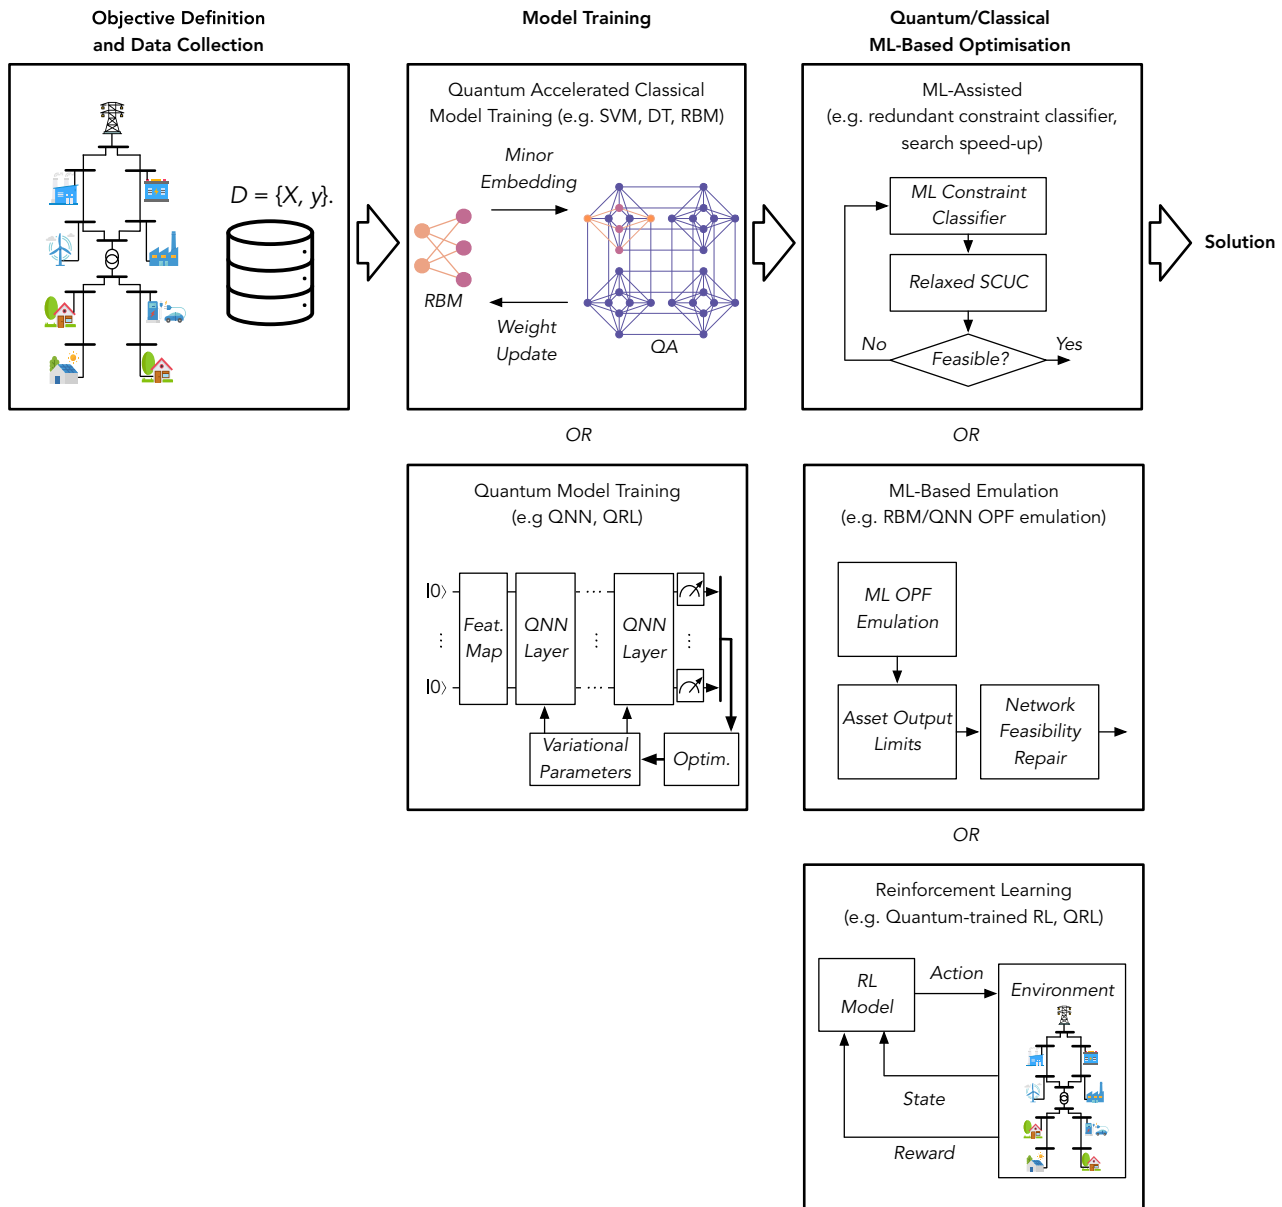 Objective Definition
and Data Collection
D = {X, y}.
Model Training
Quantum Accelerated Classical
Model Training (e.g. SVM, DT, RBM)
Minor
Embedding
RBM
Weight
Update
QA
OR
Quantum Model Training
(e.g QNN, QRL)
|0⟩
⋮
|0⟩
Feat.
Map
QNN
Layer
⋯
⋮
⋯
QNN
Layer
⋮
Variational
Parameters
Optim.
Quantum/Classical
ML-Based Optimisation
ML-Assisted
(e.g. redundant constraint classifier,
search speed-up)
ML Constraint
Classifier
Relaxed SCUC
Feasible?
No
Yes
OR
ML-Based Emulation
(e.g. RBM/QNN OPF emulation)
ML OPF
Emulation
Asset Output
Limits
Network
Feasibility
Repair
OR
Reinforcement Learning
(e.g. Quantum-trained RL, QRL)
RL
Model
Action
Environment
State
Reward
Solution